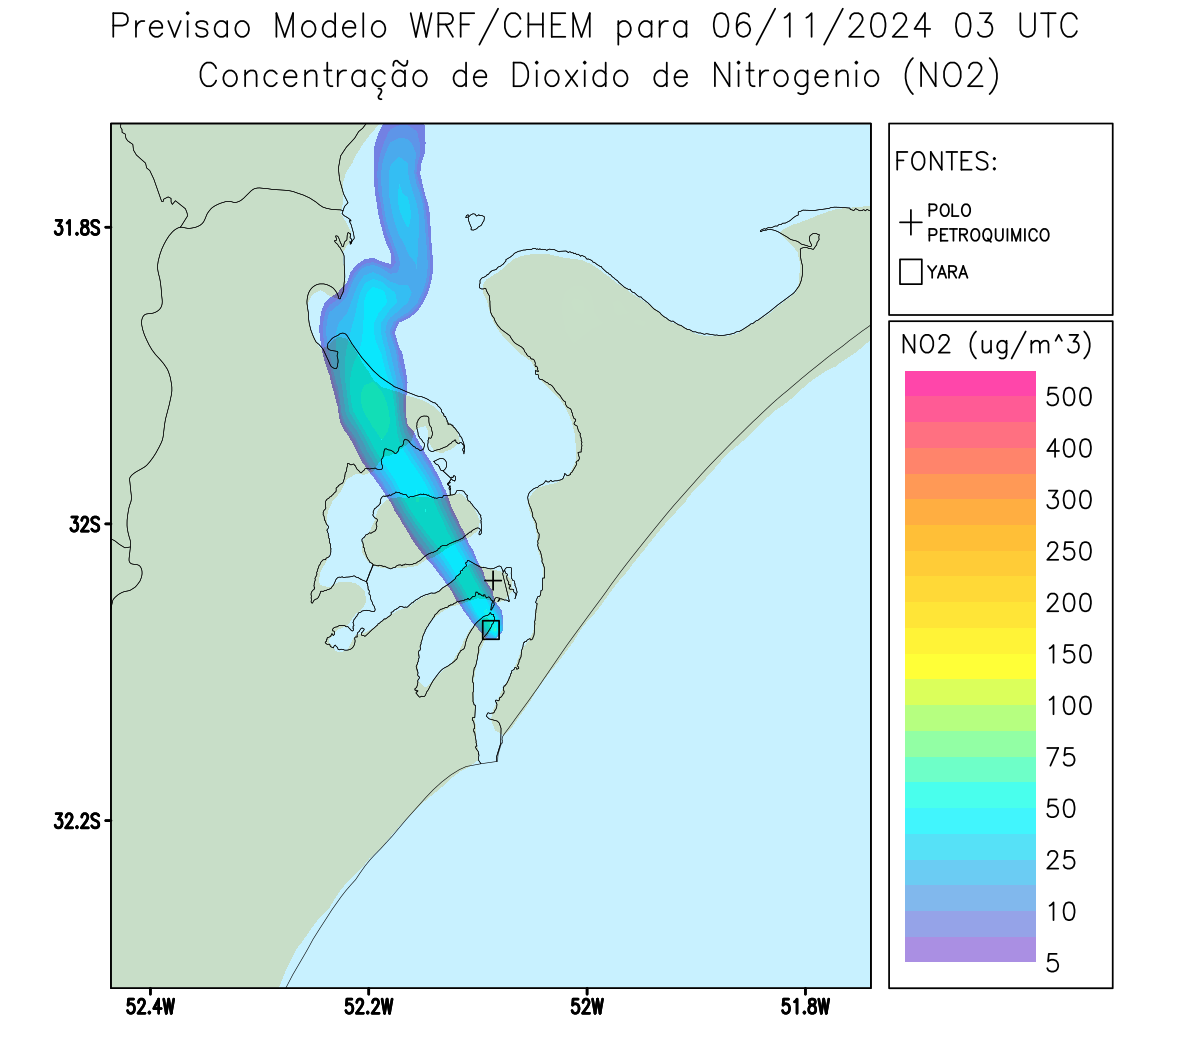 Previsao Modelo WRF/CHEM para 06/11/2024 03 UTC
Concentração de Dioxido de Nitrogenio (NO2)
FONTES:
POLO
PETROQUIMICO
YARA
31.8S
32S
32.2S
52.4W
52.2W
52W
51.8W
NO2 (ug/m^3)
500
400
300
250
200
150
100
75
50
25
10
5